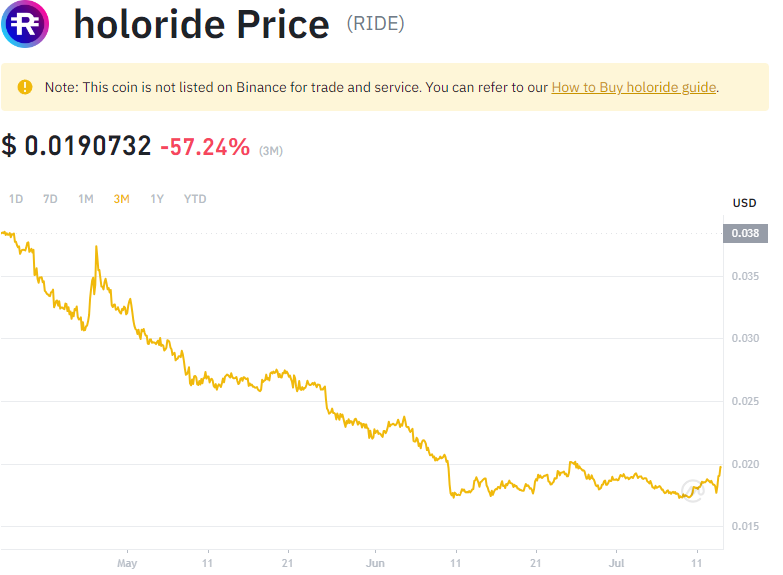 holoride Price (RIDE)
Note: This coin is not listed on Binance for trade and service. You can refer to our How to Buy holoride guide.
$ 0.0190732 -57.24% (3M)
1D 7D 1M 3M 1Y YTD
USD
0.038
0.035
0.030
0.025
0.020
0.015
May 11 21 Jun 11 21 Jul 11